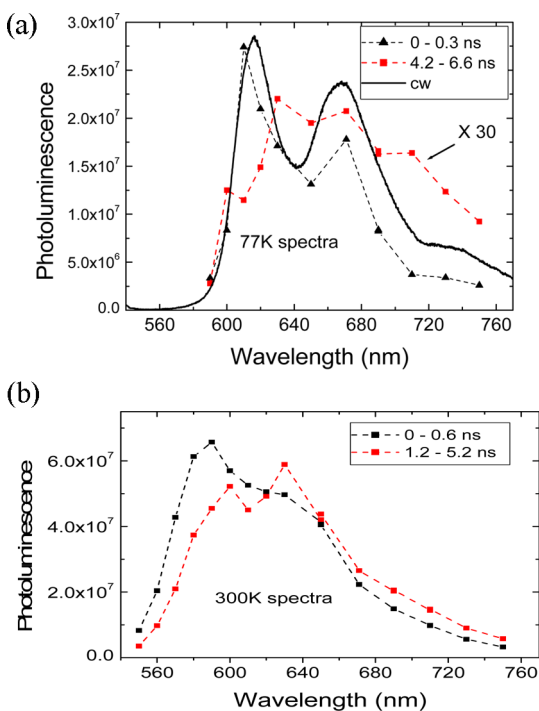 (a)
Photoluminescence
3.0x10⁷
2.5x10⁷
2.0x10⁷
1.5x10⁷
1.0x10⁷
5.0x10⁶
0.0
0 - 0.3 ns
4.2 - 6.6 ns
cw
X 30
77K spectra
560 600 640 680 720 760
Wavelength (nm)
(b)
Photoluminescence
6.0x10⁷
4.0x10⁷
2.0x10⁷
0.0
0 - 0.6 ns
1.2 - 5.2 ns
300K spectra
560 600 640 680 720 760
Wavelength (nm)